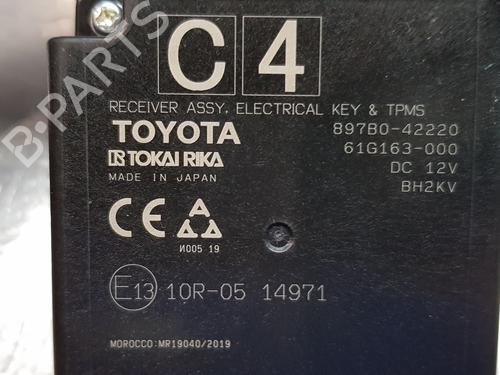 C 4
RECEIVER ASSY, ELECTRICAL KEY & TPMS
TOYOTA 897B0-42220
TOKAI RIKA 61G163-000
MADE IN JAPAN DC 12V
BH2KV
CE
И005 19
E13 10R-05 14971
MOROCCO:MR19040/2019
B-PARTS